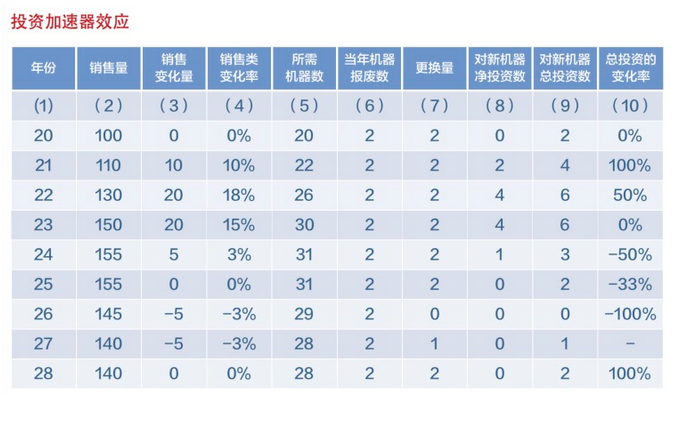 投资加速器效应
年份 销售量 销售变化量 销售类变化率 所需机器数 当年机器报废数 更换量 对新机器净投资数 对新机器总投资数 总投资的变化率
(1) (2) (3) (4) (5) (6) (7) (8) (9) (10)
20 100 0 0% 20 2 2 0 2 0%
21 110 10 10% 22 2 2 2 4 100%
22 130 20 18% 26 2 2 4 6 50%
23 150 20 15% 30 2 2 4 6 0%
24 155 5 3% 31 2 2 1 3 -50%
25 155 0 0% 31 2 2 0 2 -33%
26 145 -5 -3% 29 2 0 0 0 -100%
27 140 -5 -3% 28 2 1 0 1 -
28 140 0 0% 28 2 2 0 2 100%